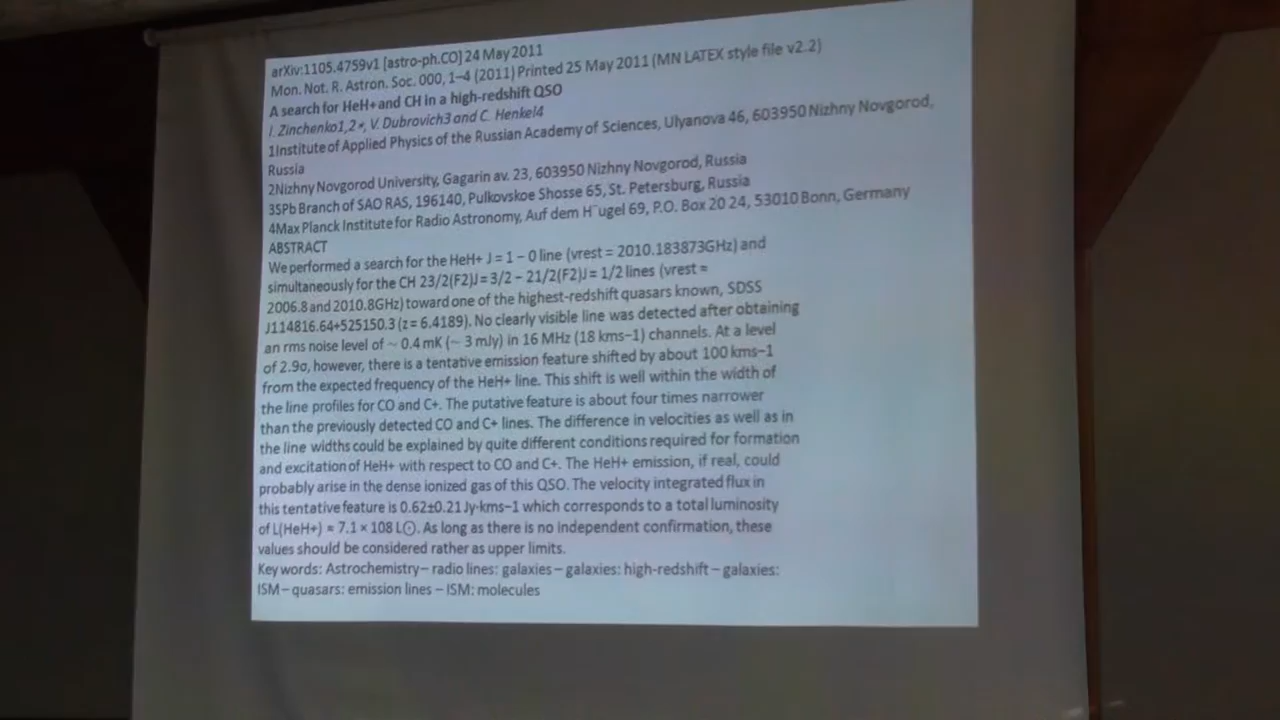 arXiv:1105.4759v1 [astro-ph.CO] 24 May 2011
Mon. Not. R. Astron. Soc. 000, 1–4 (2011) Printed 25 May 2011 (MN LATEX style file v2.2)
A search for HeH+ and CH in a high-redshift QSO
I. Zinchenko1,2⋆, V. Dubrovich3 and C. Henkel4
1Institute of Applied Physics of the Russian Academy of Sciences, Ulyanova 46, 603950 Nizhny Novgorod,
Russia
2Nizhny Novgorod University, Gagarin av. 23, 603950 Nizhny Novgorod, Russia
3SPb Branch of SAO RAS, 196140, Pulkovskoe Shosse 65, St. Petersburg, Russia
4Max Planck Institute for Radio Astronomy, Auf dem H¨ugel 69, P.O. Box 20 24, 53010 Bonn, Germany
ABSTRACT
We performed a search for the HeH+ J = 1 – 0 line (νrest = 2010.183873GHz) and
simultaneously for the CH 23/2(F2)J = 3/2 – 21/2(F2)J = 1/2 lines (νrest =
2006.8 and 2010.8GHz) toward one of the highest-redshift quasars known, SDSS
J114816.64+525150.3 (z = 6.4189). No clearly visible line was detected after obtaining
an rms noise level of ~ 0.4 mK (~ 3 mJy) in 16 MHz (18 kms−1) channels. At a level
of 2.9σ, however, there is a tentative emission feature shifted by about 100 kms−1
from the expected frequency of the HeH+ line. This shift is well within the width of
the line profiles for CO and C+. The putative feature is about four times narrower
than the previously detected CO and C+ lines. The difference in velocities as well as in
the line widths could be explained by quite different conditions required for formation
and excitation of HeH+ with respect to CO and C+. The HeH+ emission, if real, could
probably arise in the dense ionized gas of this QSO. The velocity integrated flux in
this tentative feature is 0.62±0.21 Jy·kms−1 which corresponds to a total luminosity
of L(HeH+) ≈ 7.1 × 108 L⊙. As long as there is no independent confirmation, these
values should be considered rather as upper limits.
Key words: Astrochemistry – radio lines: galaxies – galaxies: high-redshift – galaxies:
ISM – quasars: emission lines – ISM: molecules